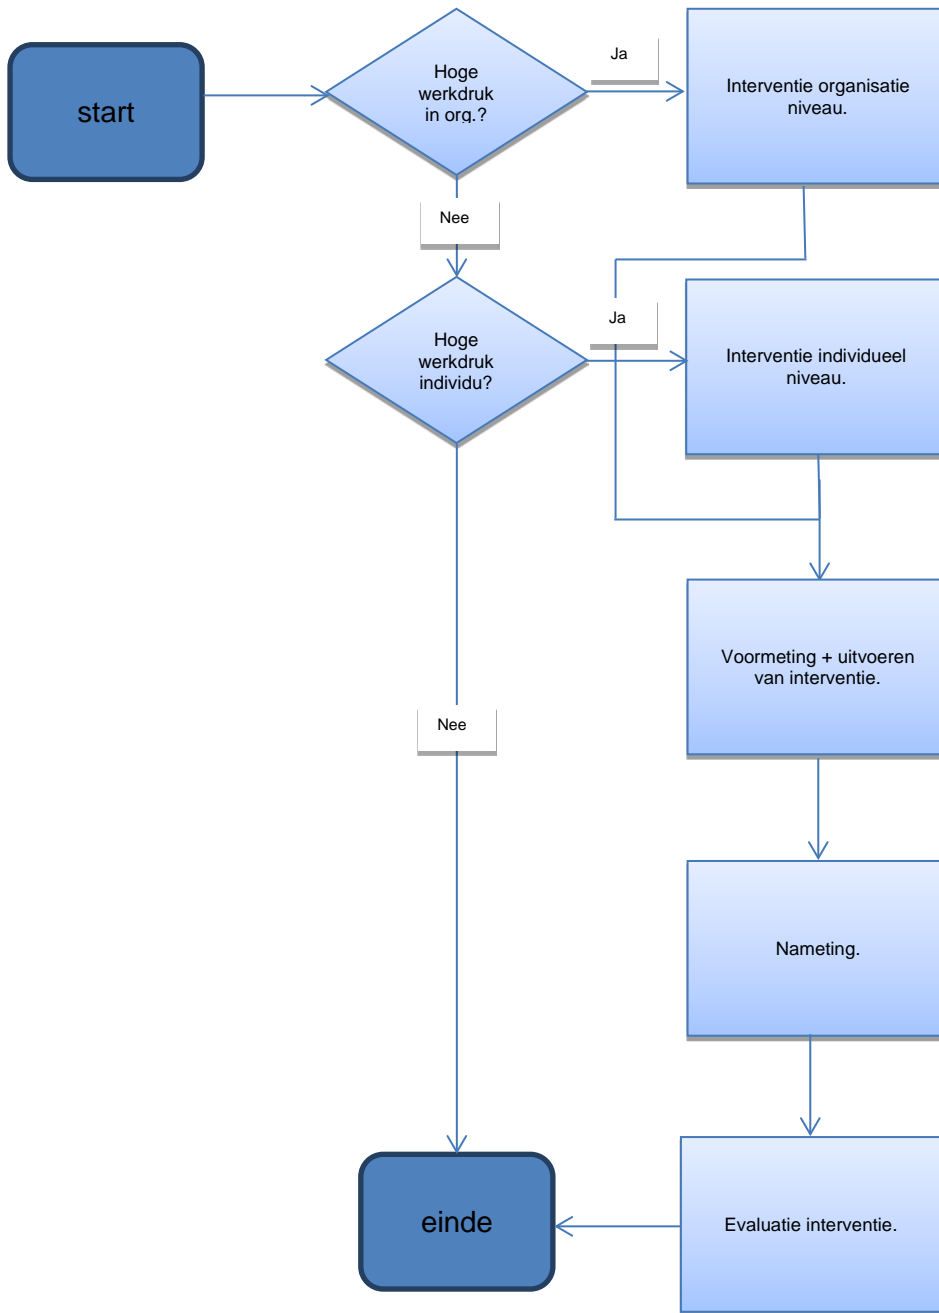 start
Hoge
werkdruk
in org.?
Ja
Interventie organisatie
niveau.
Nee
Hoge
werkdruk
individu?
Ja
Interventie individueel
niveau.
Voormeting + uitvoeren
van interventie.
Nee
Nameting.
einde
Evaluatie interventie.